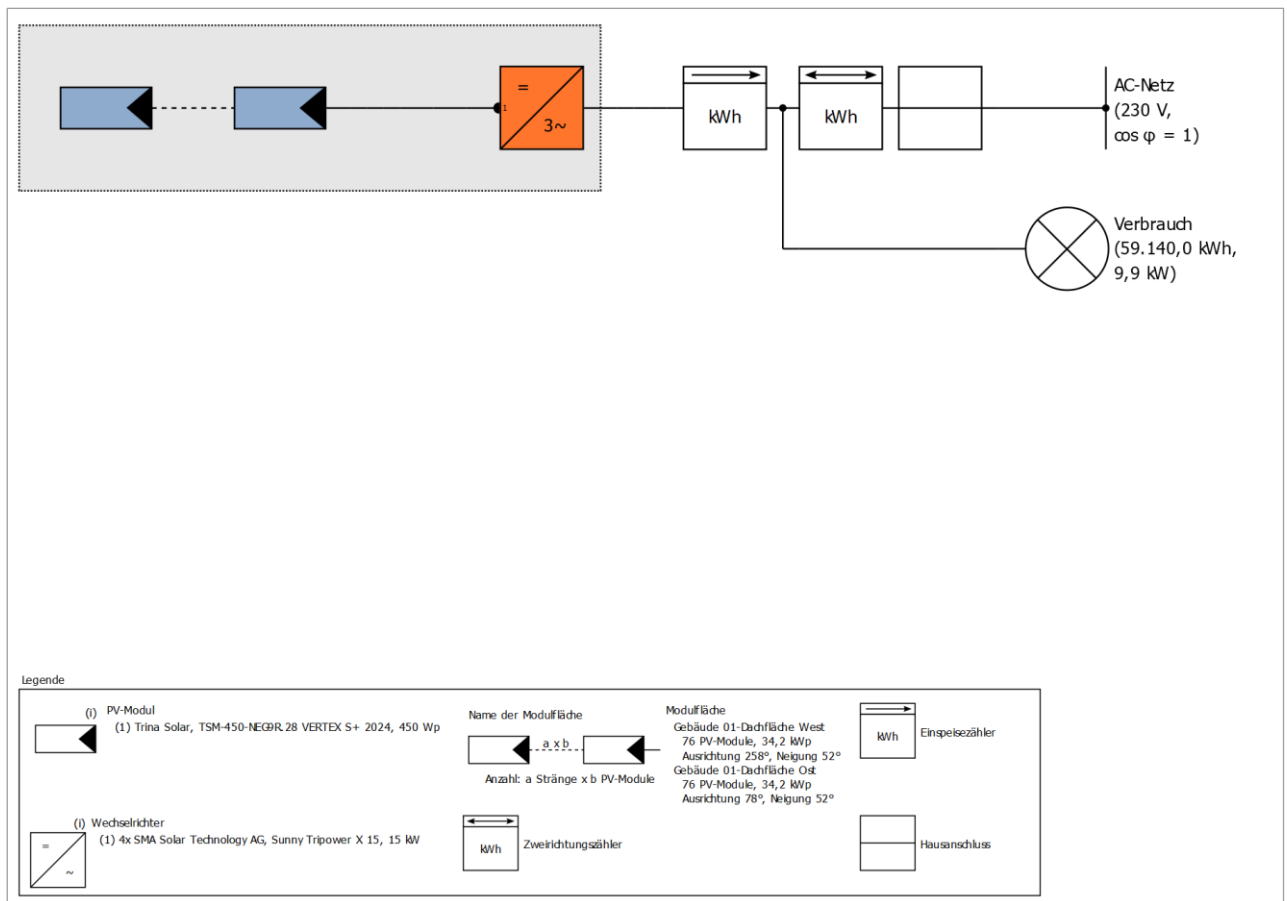 =
3~
1
kWh
kWh
AC-Netz
(230 V,
cos φ = 1)
Verbrauch
(59.140,0 kWh,
9,9 kW)
Legende
(i) PV-Modul
(1) Trina Solar, TSM-450-NEG9R.28 VERTEX S+ 2024, 450 Wp
Name der Modulfläche
a x b
Anzahl: a Stränge x b PV-Module
Modulfläche
Gebäude 01-Dachfläche West
76 PV-Module, 34,2 kWp
Ausrichtung 258°, Neigung 52°
Gebäude 01-Dachfläche Ost
76 PV-Module, 34,2 kWp
Ausrichtung 78°, Neigung 52°
kWh
Einspeisezähler
(i) Wechselrichter
(1) 4x SMA Solar Technology AG, Sunny Tripower X 15, 15 kW
=
~
kWh
Zweirichtungszähler
Hausanschluss